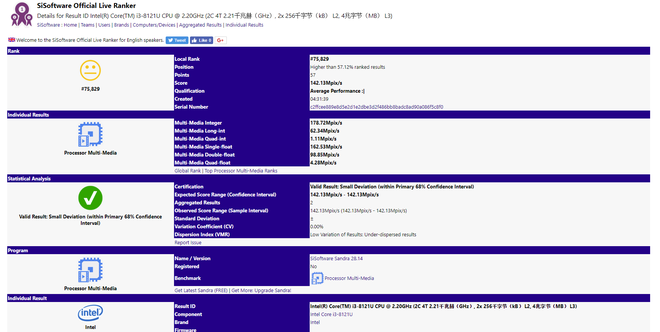 SiSoftware Official Live Ranker
Details for Result ID Intel(R) Core(TM) i3-8121U CPU @ 2.20GHz (2C 4T 2.21千兆赫 (GHz) , 2x 256千字节 (kB) L2, 4兆字节 (MB) L3)
SiSoftware : Home | Teams | Users | Brands | Computers/Devices | Aggregated Results | Individual Results
Welcome to the SiSoftware Official Live Ranker for English speakers. Tweet Like 0 G+
Rank
Local Rank #75,829
Position Higher than 57.12% ranked results
Points 57
Score 142.13Mpix/s
Qualification Average Performance :|
Created
#75,829
Serial Number
Individual Results
Multi-Media Integer 178.72Mpix/s
Multi-Media Long-int 62.34Mpix/s
Multi-Media Quad-int 1.11Mpix/s
Multi-Media Single-float 162.53Mpix/s
Multi-Media Double-float 98.85Mpix/s
Multi-Media Quad-float 4.28Mpix/s
Processor Multi-Media
Global Rank | Top Processor Multi-Media Ranks
Statistical Analysis
Certification Valid Result: Small Deviation (within Primary 68% Confidence Interval)
Expected Score Range (Confidence Interval) 142.13Mpix/s - 142.13Mpix/s
Aggregated Results 2
Observed Score Range (Sample Interval) 142.13Mpix/s (142.13Mpix/s - 142.13Mpix/s)
Standard Deviation
Variation Coefficient (CV) 0.00%
Dispersion Index (VMR) Low Variation of Results: Under-dispersed results
Valid Result: Small Deviation (within Primary 68% Confidence
Interval)
Report Issue
Program
Name / Version SiSoftware Sandra 28.14
Registered No
Benchmark Processor Multi-Media
Processor Multi-Media
Get Latest Sandra (FREE) | Get More: Upgrade Sandra!
Individual Result
Result ID Intel(R) Core(TM) i3-8121U CPU @ 2.20GHz (2C 4T 2.21千兆赫 (GHz) , 2x 256千字节 (kB) L2, 4兆字节 (MB) L3)
Component Intel Core i3-8121U
Brand Intel
Intel
Firmware